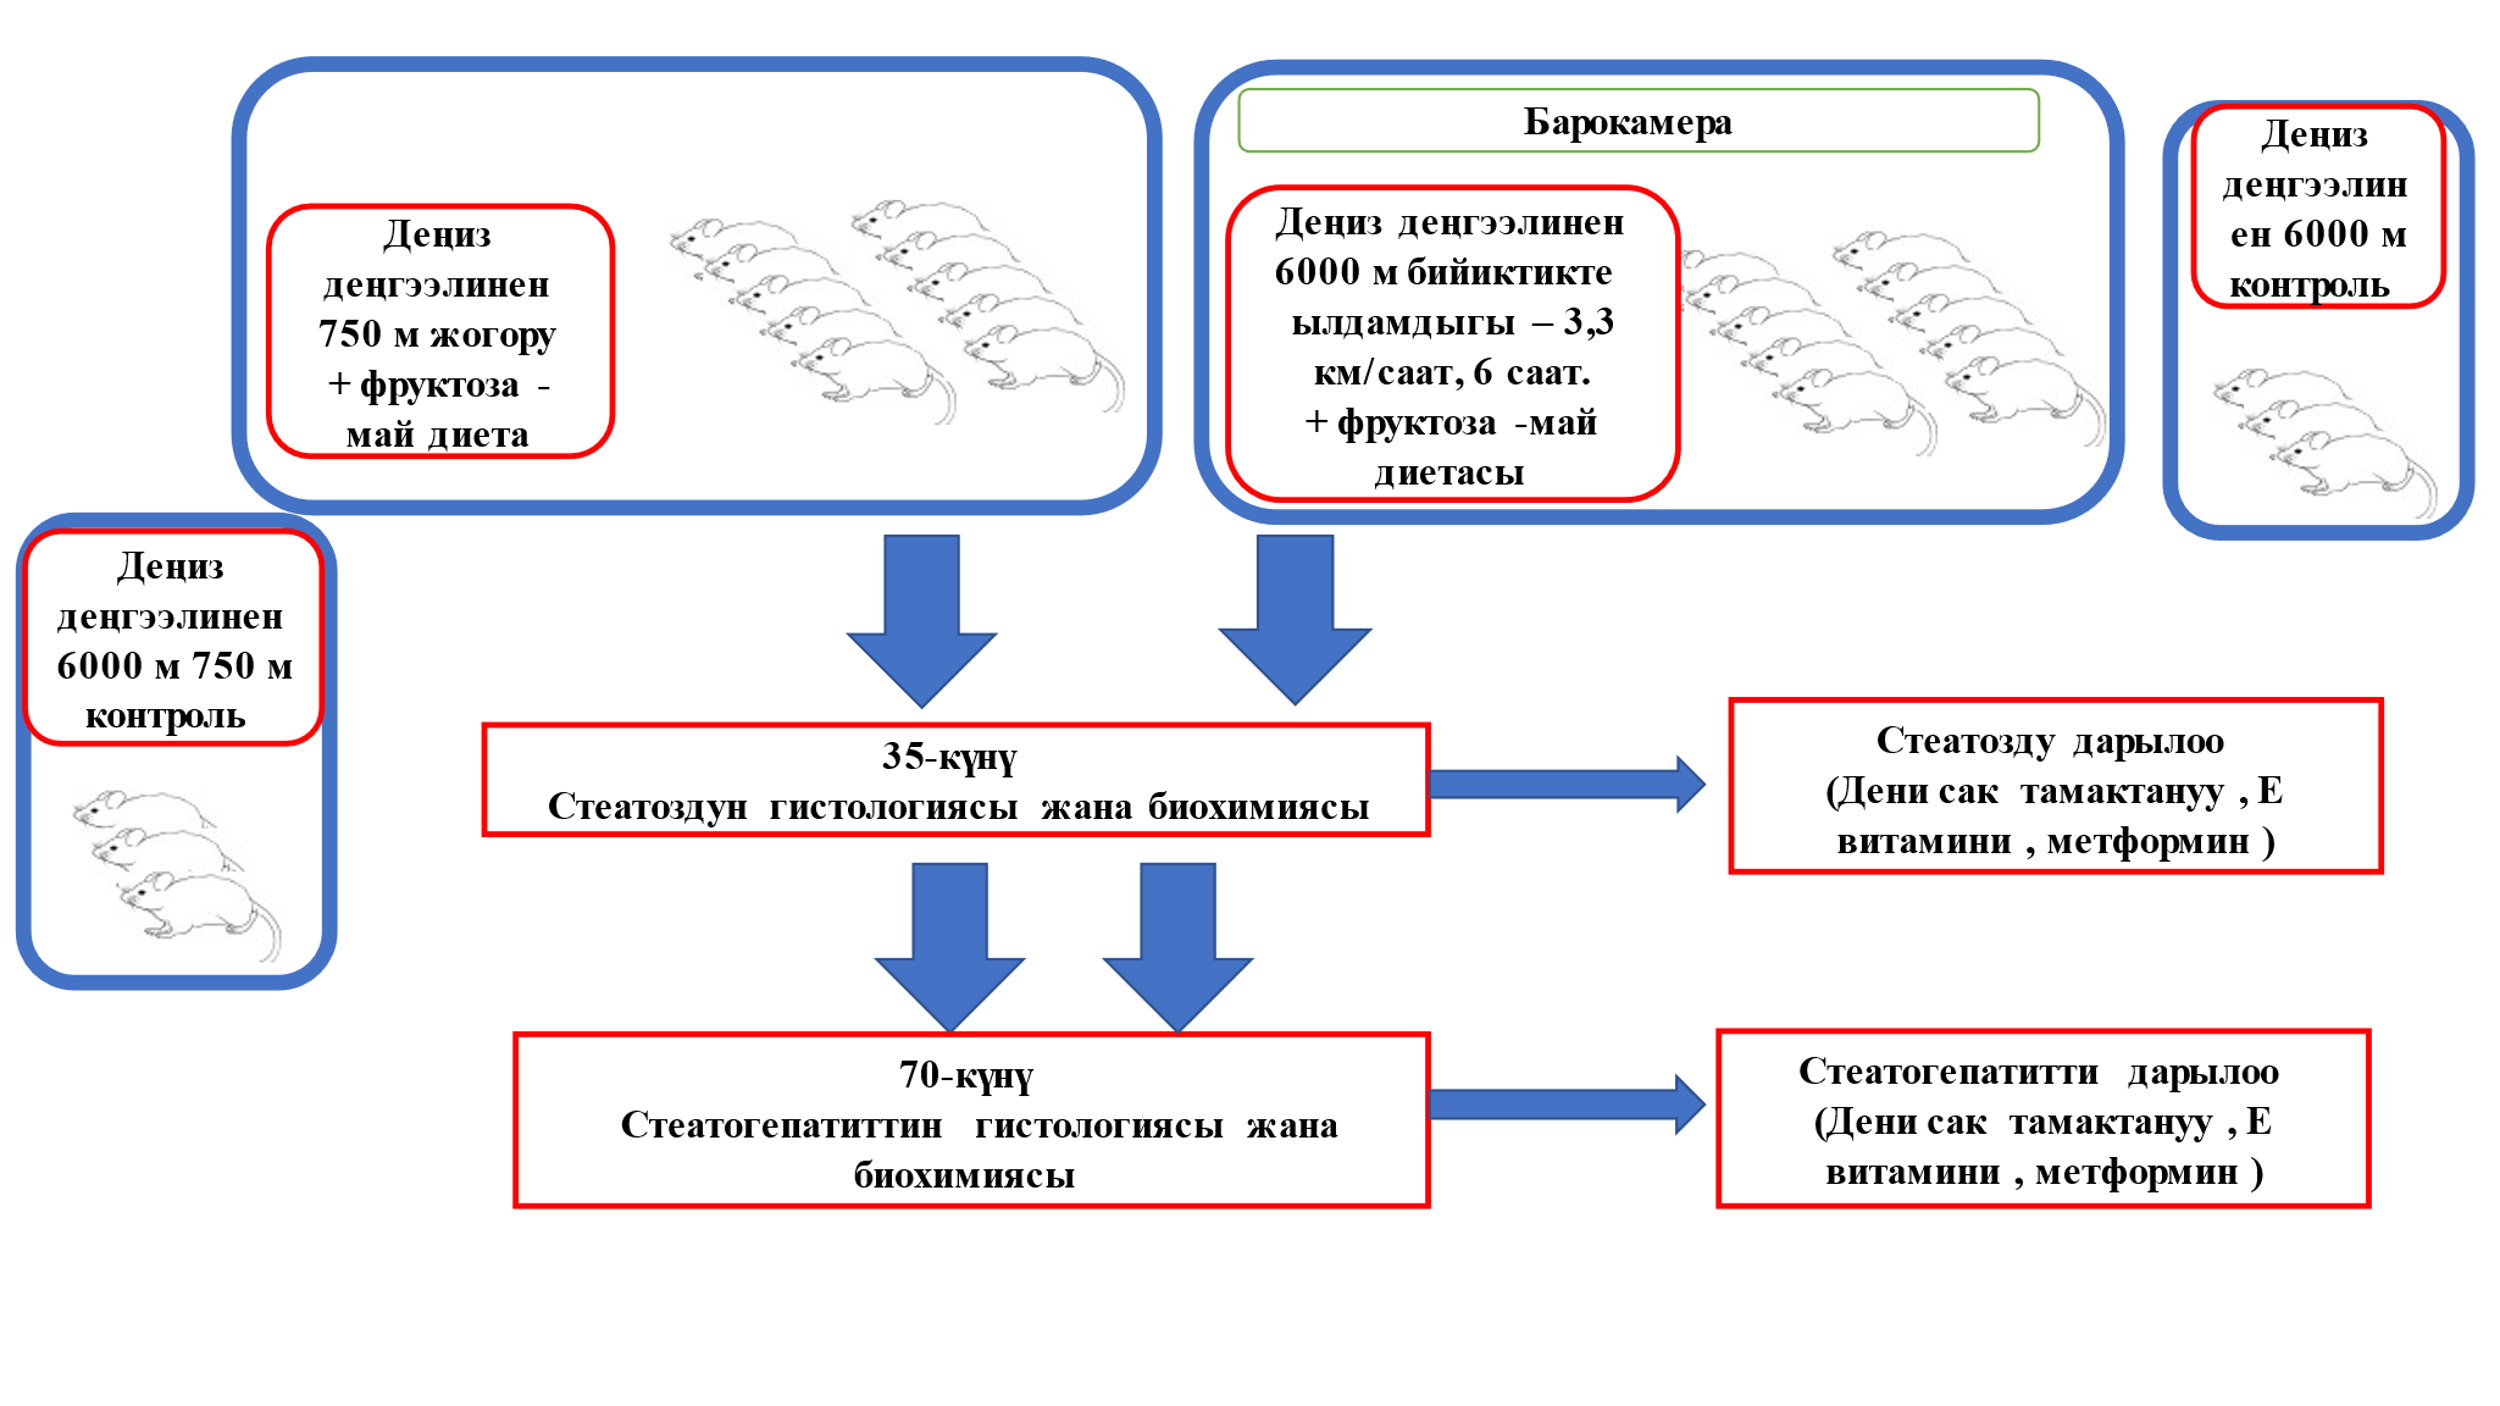 Деңиз
деңгээлинен
750 м жогору
+ фруктоза -
май диета
Барокамера
Деңиз деңгээлинен
6000 м бийиктикте
ылдамдыгы – 3,3
км/саат, 6 саат.
+ фруктоза -май
диетасы
Деңиз
деңгээлин
ен 6000 м
контроль
Деңиз
деңгээлинен
6000 м 750 м
контроль
35-күнү
Стеатоздун гистологиясы жана биохимиясы
Стеатозду дарылоо
(Дени сак тамактануу , Е
витамини , метформин )
70-күнү
Стеатогепатиттин гистологиясы жана
биохимиясы
Стеатогепатитти дарылоо
(Дени сак тамактануу , Е
витамини , метформин )